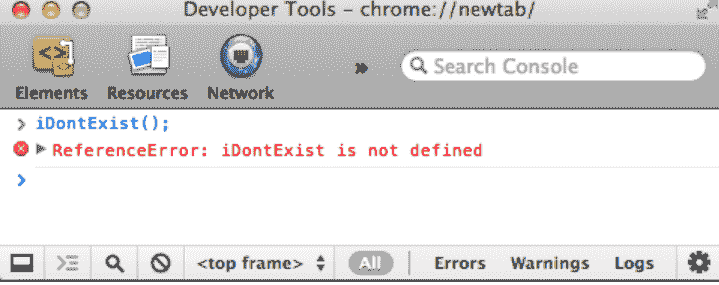 Developer Tools - chrome://newtab/
Elements Resources Network » Search Console
> iDontExist();
ReferenceError: iDontExist is not defined
>
<top frame> All Errors Warnings Logs